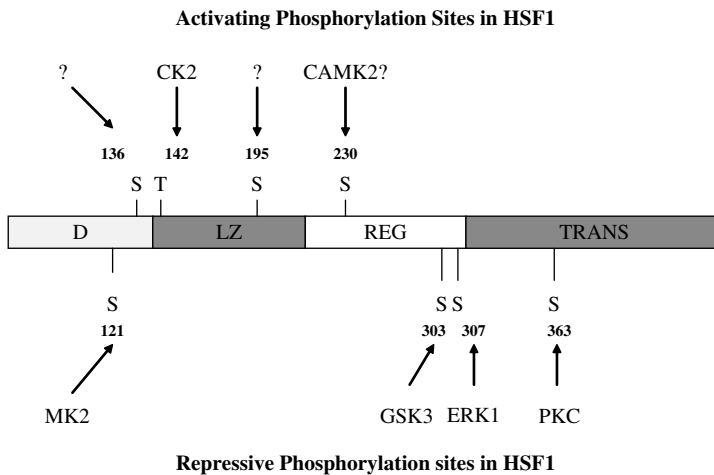 Activating Phosphorylation Sites in HSF1
? CK2 ? CAMK2?
136 142 195 230
S T S S
D LZ REG TRANS
S S S S
121 303 307 363
MK2 GSK3 ERK1 PKC
Repressive Phosphorylation sites in HSF1